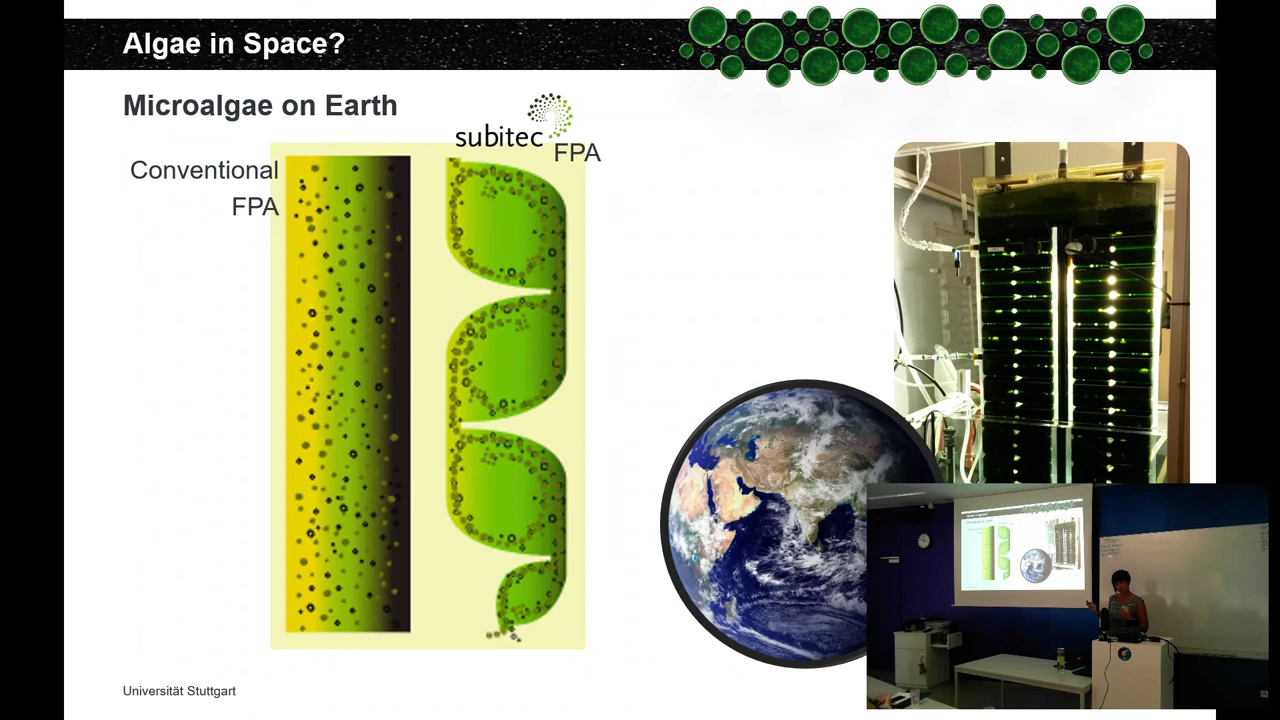 Algae in Space?
Microalgae on Earth
subitec
FPA
Conventional
FPA
Universität Stuttgart